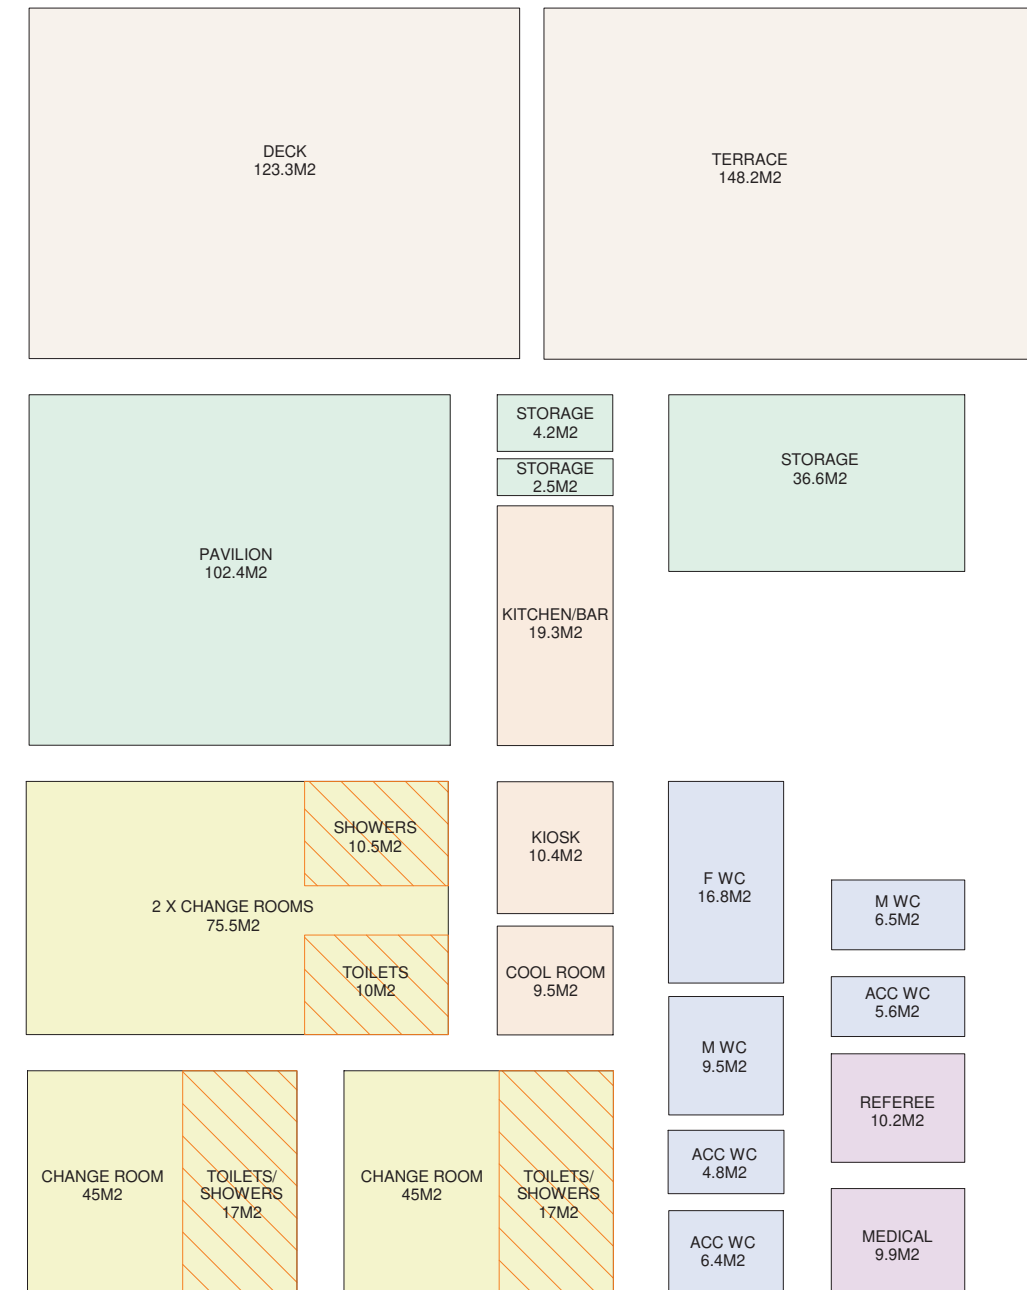 DECK
123.3M2
TERRACE
148.2M2
STORAGE
4.2M2
STORAGE
2.5M2
STORAGE
36.6M2
PAVILION
102.4M2
KITCHEN/BAR
19.3M2
SHOWERS
10.5M2
2 X CHANGE ROOMS
75.5M2
TOILETS
10M2
KIOSK
10.4M2
COOL ROOM
9.5M2
F WC
16.8M2
M WC
6.5M2
ACC WC
5.6M2
M WC
9.5M2
REFEREE
10.2M2
CHANGE ROOM
45M2
TOILETS/
SHOWERS
17M2
CHANGE ROOM
45M2
TOILETS/
SHOWERS
17M2
ACC WC
4.8M2
ACC WC
6.4M2
MEDICAL
9.9M2